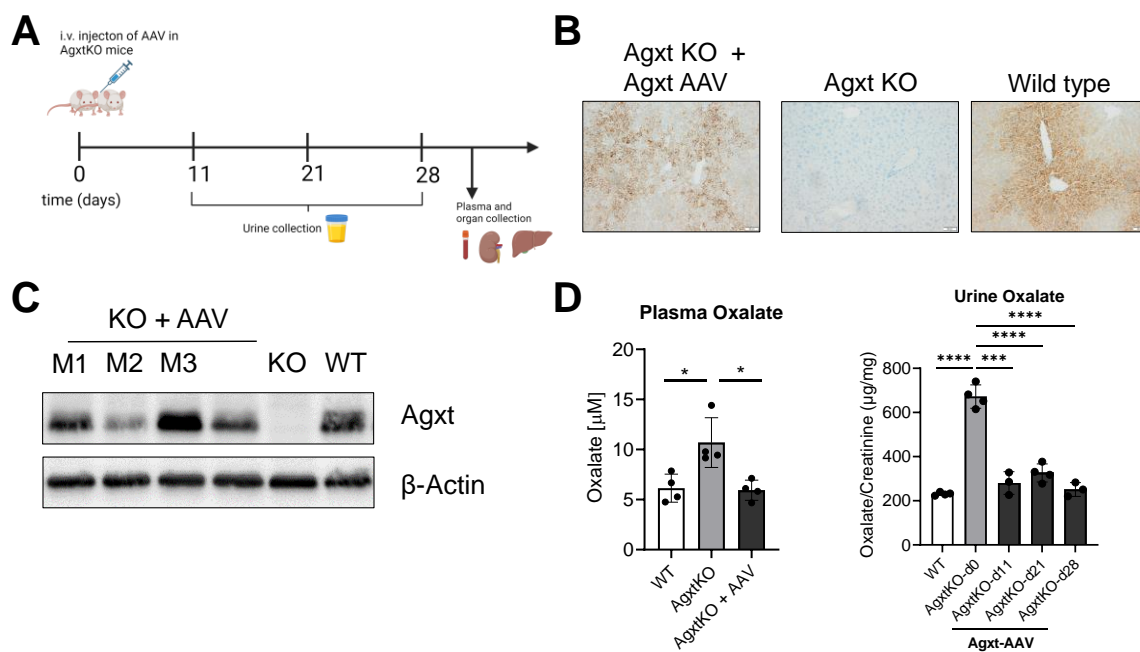 A
i.v. injecton of AAV in
AgxtKO mice
0
11
21
28
time (days)
Urine collection
Plasma and
organ collection
B
Agxt KO +
Agxt AAV
Agxt KO
Wild type
C
KO + AAV
M1 M2 M3 KO WT
Agxt
β-Actin
D
Plasma Oxalate
Oxalate [µM]
20
15
10
5
0
* *
WT
AgxtKO
AgxtKO + AAV
Urine Oxalate
Oxalate/Creatinine (µg/mg)
800
600
400
200
0
****
****
**** ***
WT
AgxtKO-d0
AgxtKO-d11
AgxtKO-d21
AgxtKO-d28
Agxt-AAV